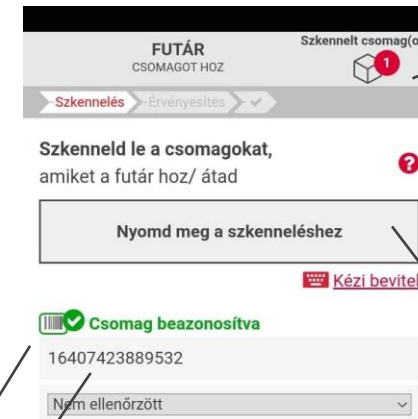 FUTÁR
CSOMAGOT HOZ
Szkennelt csomag(o
1
Szkennelés
Érvényesítés
Szkenneld le a csomagokat,
amiket a futár hoz/ átad
?
Nyomd meg a szkenneléshez
Kézi bevitel
Csomag beazonosítva
16407423889532
Nem ellenőrzött